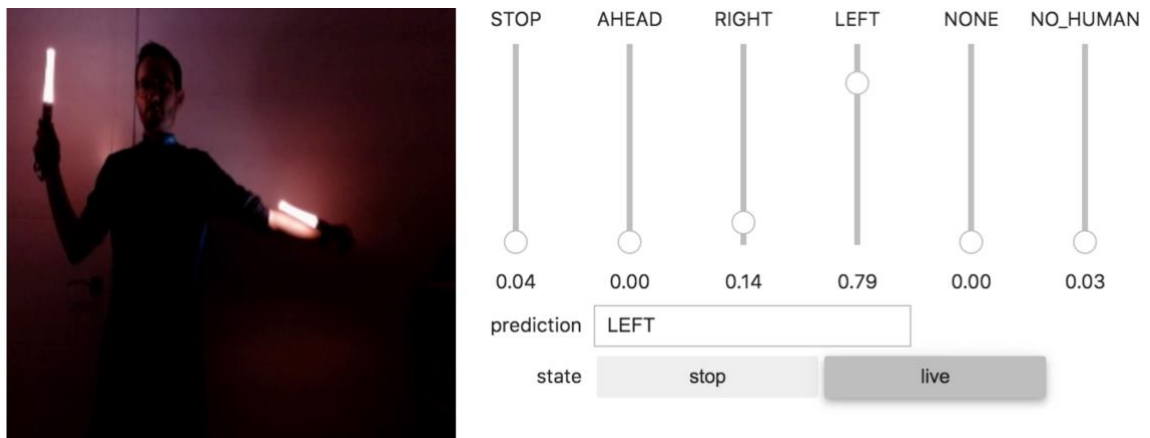 STOP AHEAD RIGHT LEFT NONE NO_HUMAN
0.04 0.00 0.14 0.79 0.00 0.03
prediction LEFT
state stop live